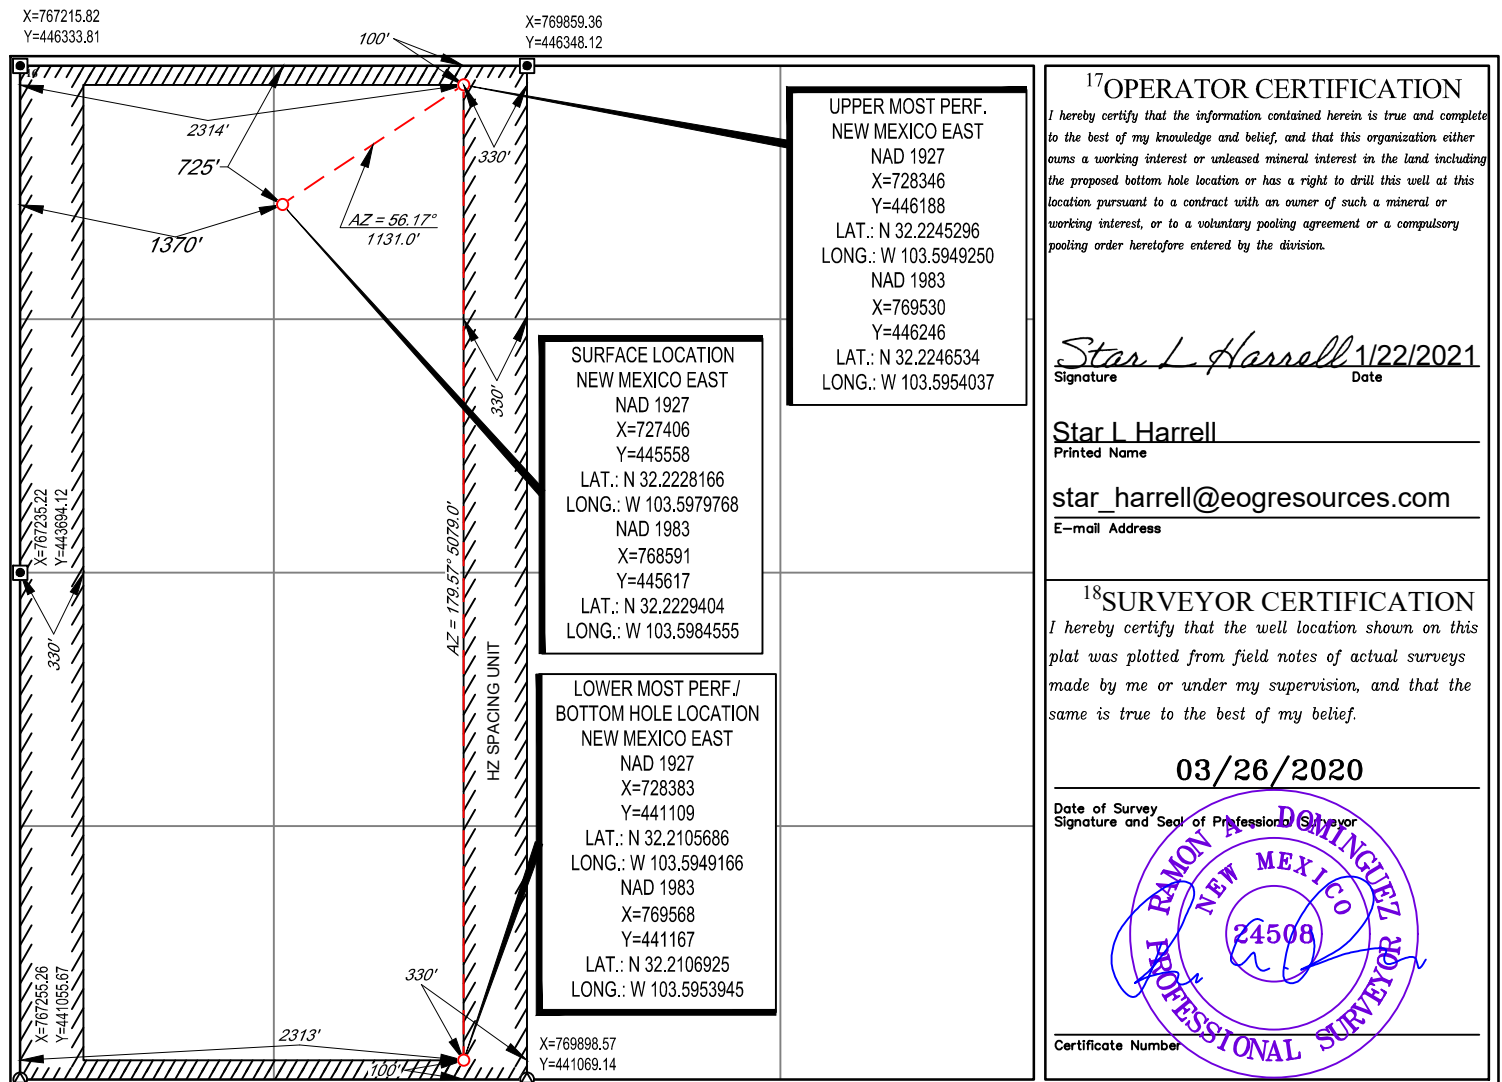 X=767215.82
Y=446333.81
X=769859.36
Y=446348.12
100'
2314'
725'
330'
1370'
AZ = 56.17°
1131.0'
UPPER MOST PERF.
NEW MEXICO EAST
NAD 1927
X=728346
Y=446188
LAT.: N 32.2245296
LONG.: W 103.5949250
NAD 1983
X=769530
Y=446246
LAT.: N 32.2246534
LONG.: W 103.5954037
330'
SURFACE LOCATION
NEW MEXICO EAST
NAD 1927
X=727406
Y=445558
LAT.: N 32.2228166
LONG.: W 103.5979768
NAD 1983
X=768591
Y=445617
LAT.: N 32.2229404
LONG.: W 103.5984555
X=767235.22
Y=443694.12
330'
AZ = 179.57° 5079.0'
HZ SPACING UNIT
LOWER MOST PERF./
BOTTOM HOLE LOCATION
NEW MEXICO EAST
NAD 1927
X=728383
Y=441109
LAT.: N 32.2105686
LONG.: W 103.5949166
NAD 1983
X=769568
Y=441167
LAT.: N 32.2106925
LONG.: W 103.5953945
X=767255.26
Y=441055.67
330'
2313'
100'
X=769898.57
Y=441069.14
17OPERATOR CERTIFICATION
I hereby certify that the information contained herein is true and complete
to the best of my knowledge and belief, and that this organization either
owns a working interest or unleased mineral interest in the land including
the proposed bottom hole location or has a right to drill this well at this
location pursuant to a contract with an owner of such a mineral or
working interest, or to a voluntary pooling agreement or a compulsory
pooling order heretofore entered by the division.
Star L Harrell 1/22/2021
Signature Date
Star L Harrell
Printed Name
star_harrell@eogresources.com
E-mail Address
18SURVEYOR CERTIFICATION
I hereby certify that the well location shown on this
plat was plotted from field notes of actual surveys
made by me or under my supervision, and that the
same is true to the best of my belief.
03/26/2020
Date of Survey
Signature and Seal of Professional Surveyor
RAMON A. DOMINGUEZ
NEW MEXICO
24508
PROFESSIONAL SURVEYOR
Certificate Number